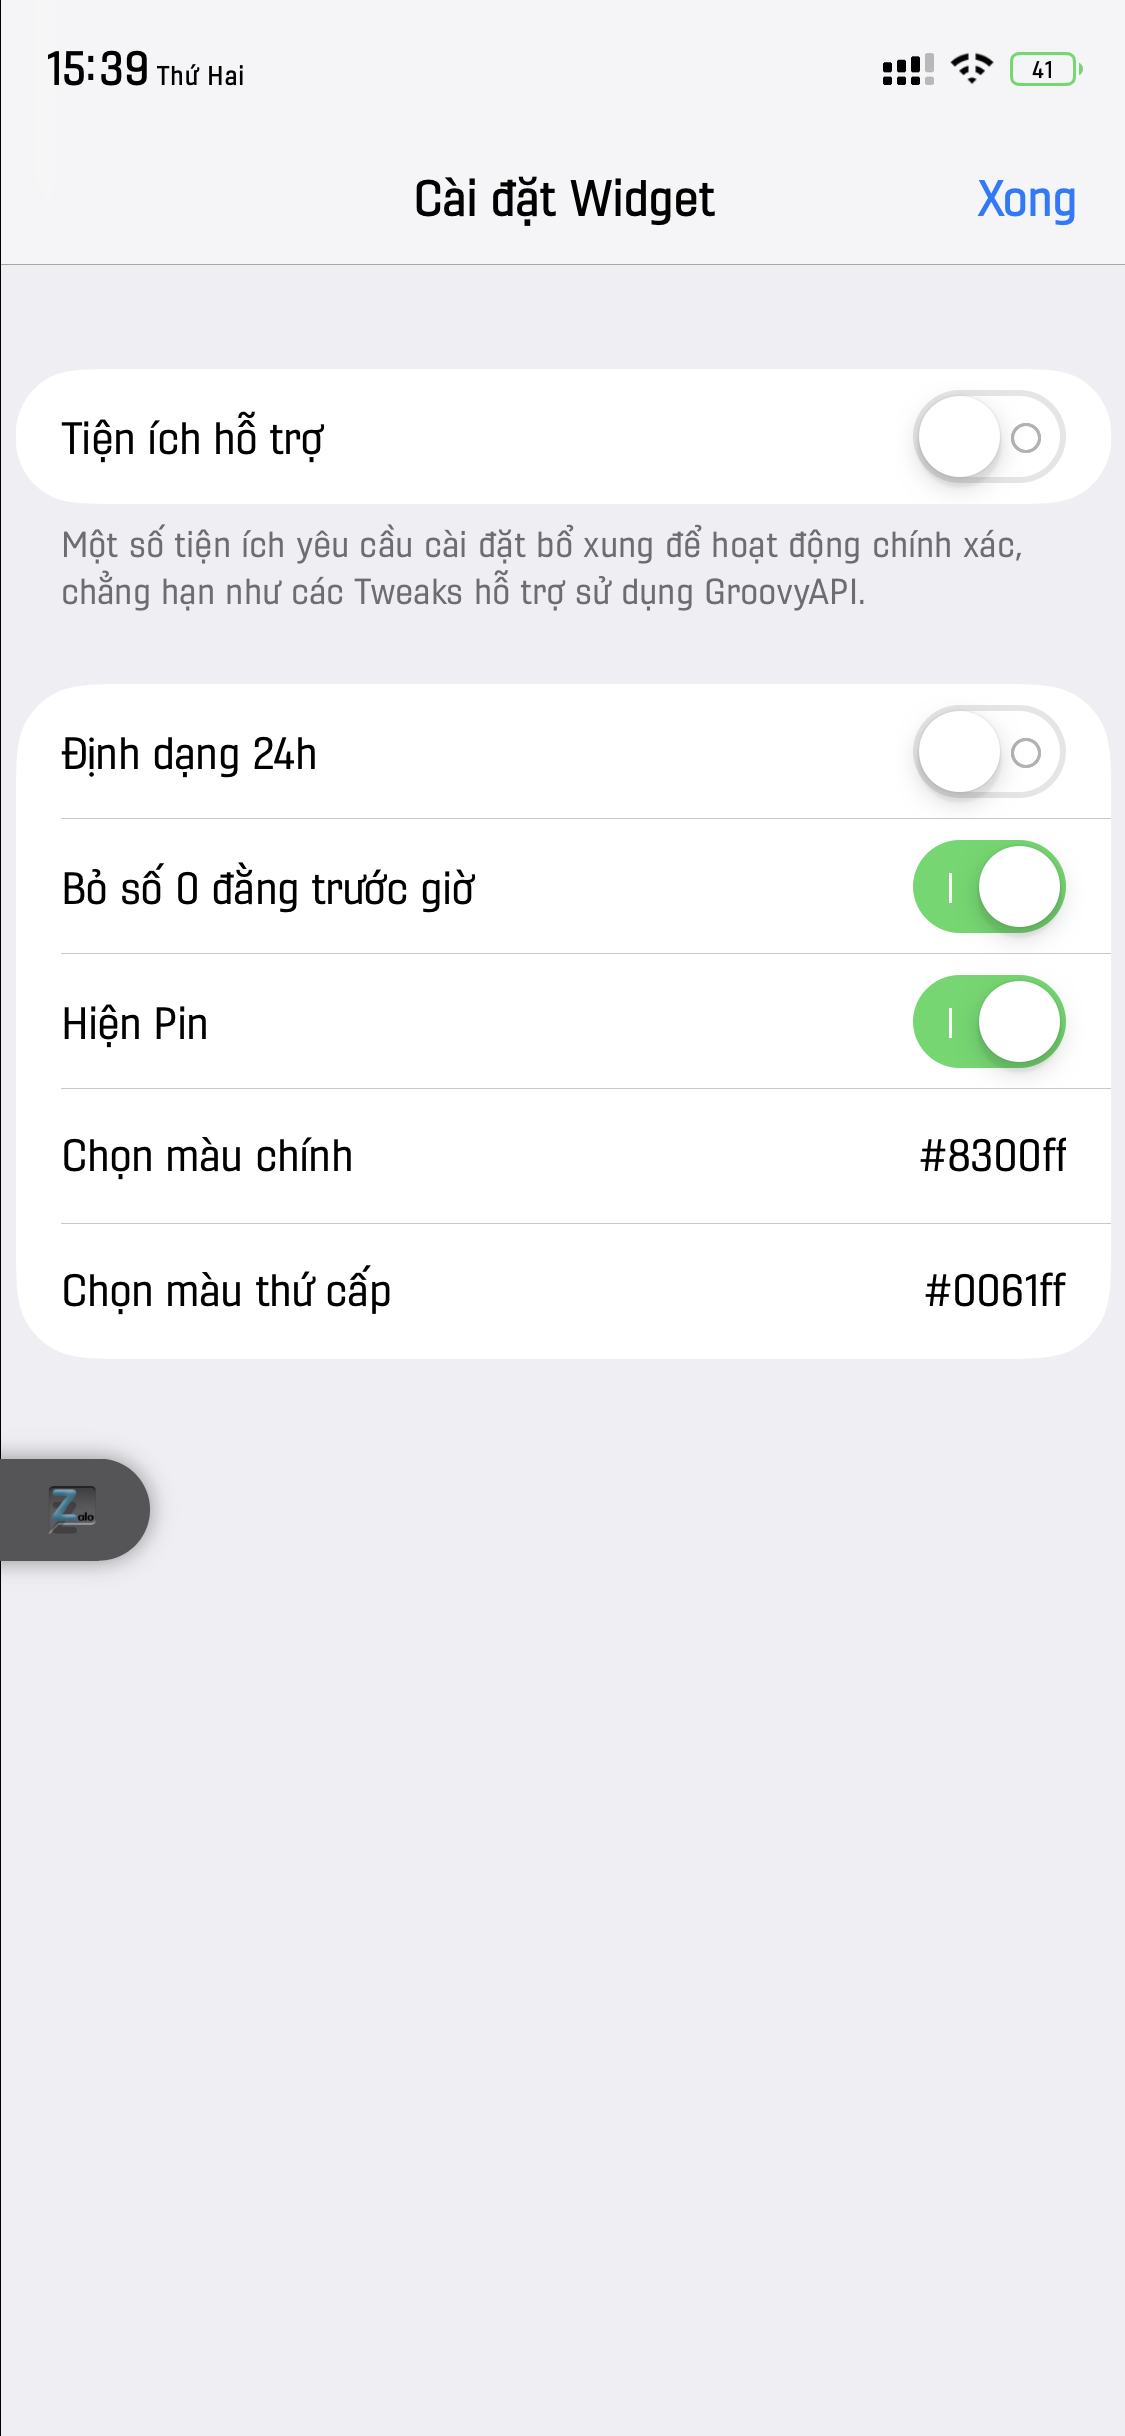 15:39 Thứ Hai
41
Cài đặt Widget
Xong
Tiện ích hỗ trợ
Một số tiện ích yêu cầu cài đặt bổ xung để hoạt động chính xác,
chẳng hạn như các Tweaks hỗ trợ sử dụng GroovyAPI.
Định dạng 24h
Bỏ số 0 đằng trước giờ
Hiện Pin
Chọn màu chính
#8300ff
Chọn màu thứ cấp
#0061ff
Zalo